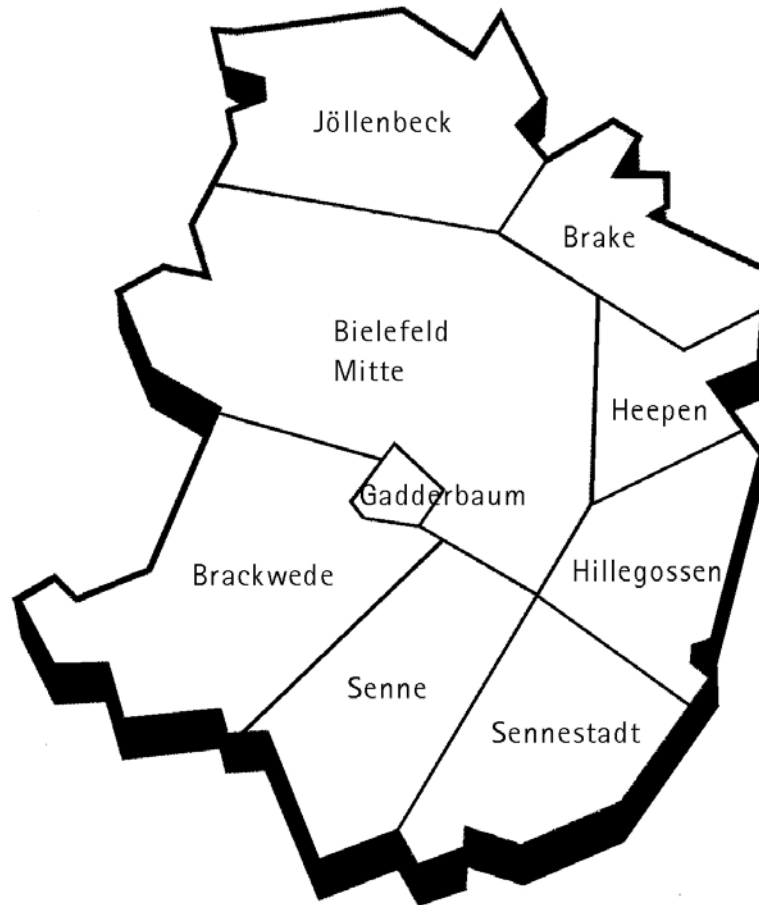 Jöllenbeck
Brake
Bielefeld
Mitte
Heepen
Gadderbaum
Hillegossen
Brackwede
Senne
Sennestadt